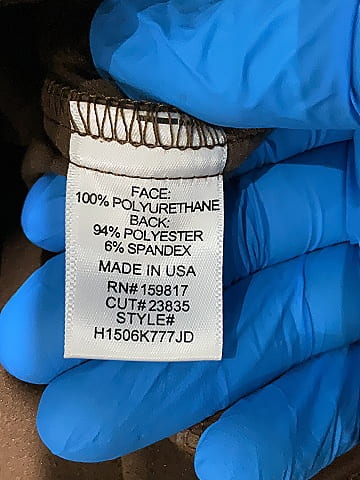 FACE:
100% POLYURETHANE
BACK:
94% POLYESTER
6% SPANDEX
MADE IN USA
RN# 159817
CUT# 23835
STYLE#
H1506K777JD